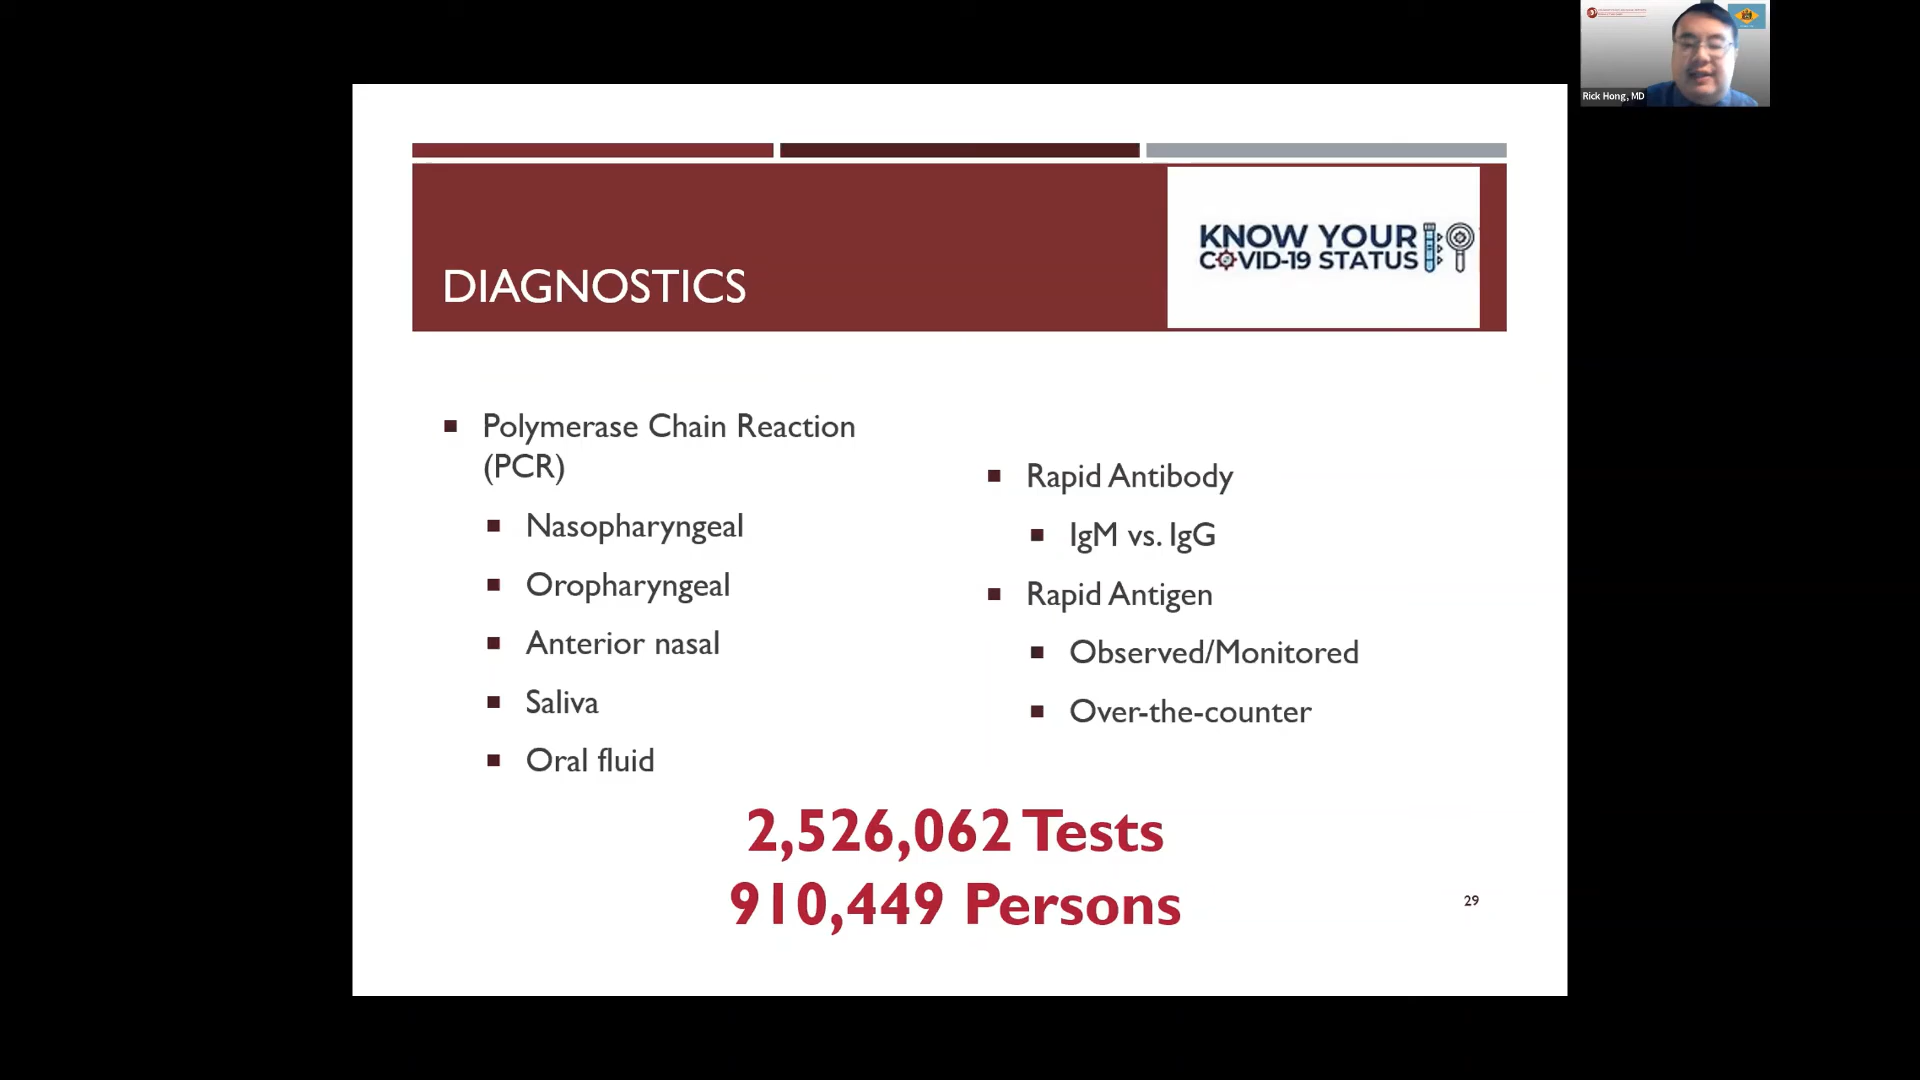 Rick Hong, MD
KNOW YOUR
COVID-19 STATUS
DIAGNOSTICS
Polymerase Chain Reaction
(PCR)
Nasopharyngeal
Oropharyngeal
Anterior nasal
Saliva
Oral fluid
Rapid Antibody
IgM vs. IgG
Rapid Antigen
Observed/Monitored
Over-the-counter
2,526,062 Tests
910,449 Persons
29